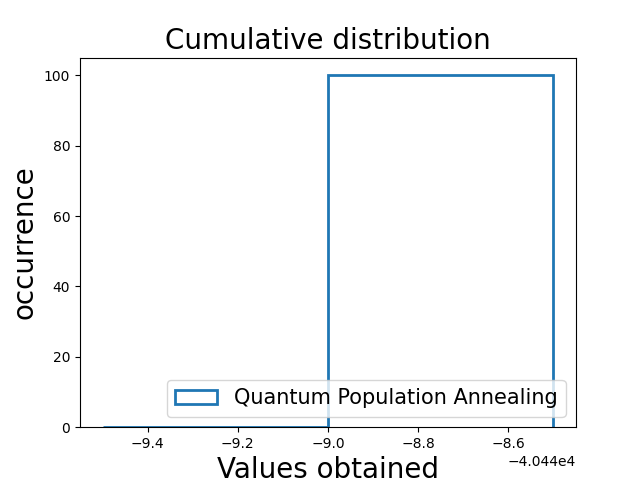 Cumulative distribution
occurrence
100
80
60
40
20
0
−9.4 −9.2 −9.0 −8.8 −8.6
−4.044e4
Values obtained
Quantum Population Annealing